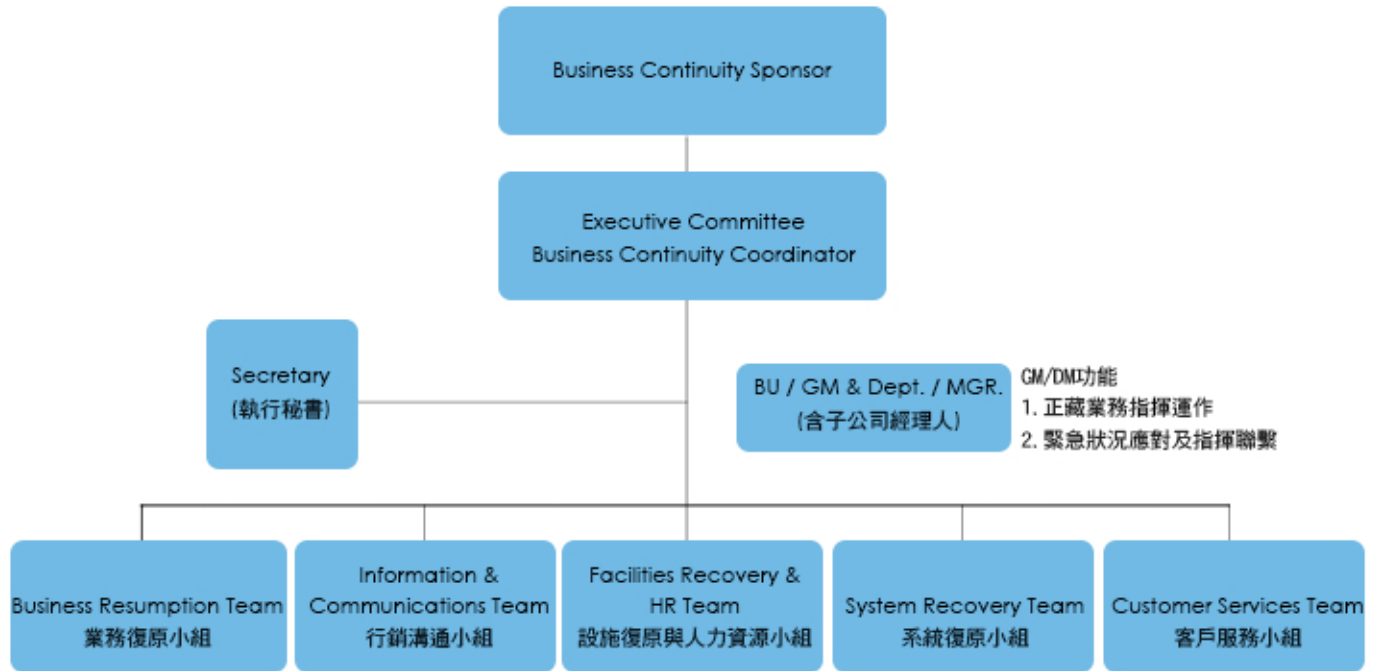 Business Continuity Sponsor
Executive Committee
Business Continuity Coordinator
Secretary
(執行秘書)
BU / GM & Dept. / MGR.
(含子公司經理人)
GM/DM功能
1. 正藏業務指揮運作
2. 緊急狀況應對及指揮聯繫
Business Resumption Team
業務復原小組
Information &
Communications Team
行銷溝通小組
Facilities Recovery &
HR Team
設施復原與人力資源小組
System Recovery Team
系統復原小組
Customer Services Team
客戶服務小組